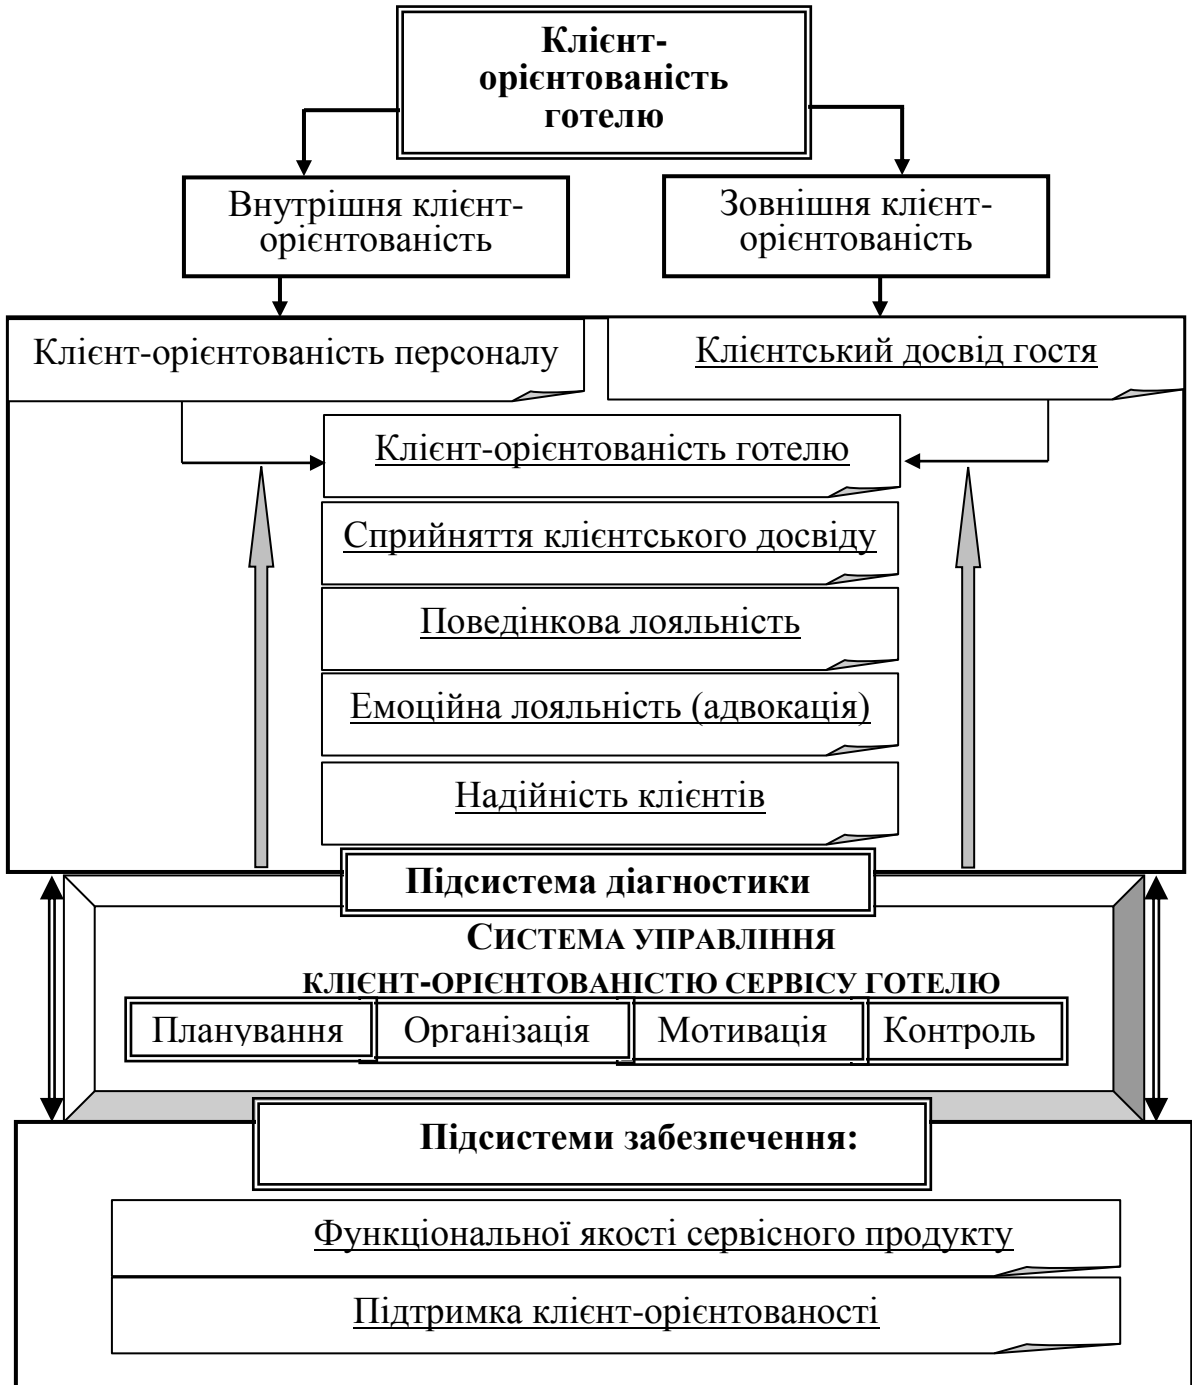 Клієнт-
орієнтованість
готелю
Внутрішня клієнт-
орієнтованість
Зовнішня клієнт-
орієнтованість
Клієнт-орієнтованість персоналу
Клієнтський досвід гостя
Клієнт-орієнтованість готелю
Сприйняття клієнтського досвіду
Поведінкова лояльність
Емоційна лояльність (адвокація)
Надійність клієнтів
Підсистема діагностики
СИСТЕМА УПРАВЛІННЯ
КЛІЄНТ-ОРІЄНТОВАНІСТЮ СЕРВІСУ ГОТЕЛЮ
Планування
Організація
Мотивація
Контроль
Підсистеми забезпечення:
Функціональної якості сервісного продукту
Підтримка клієнт-орієнтованості